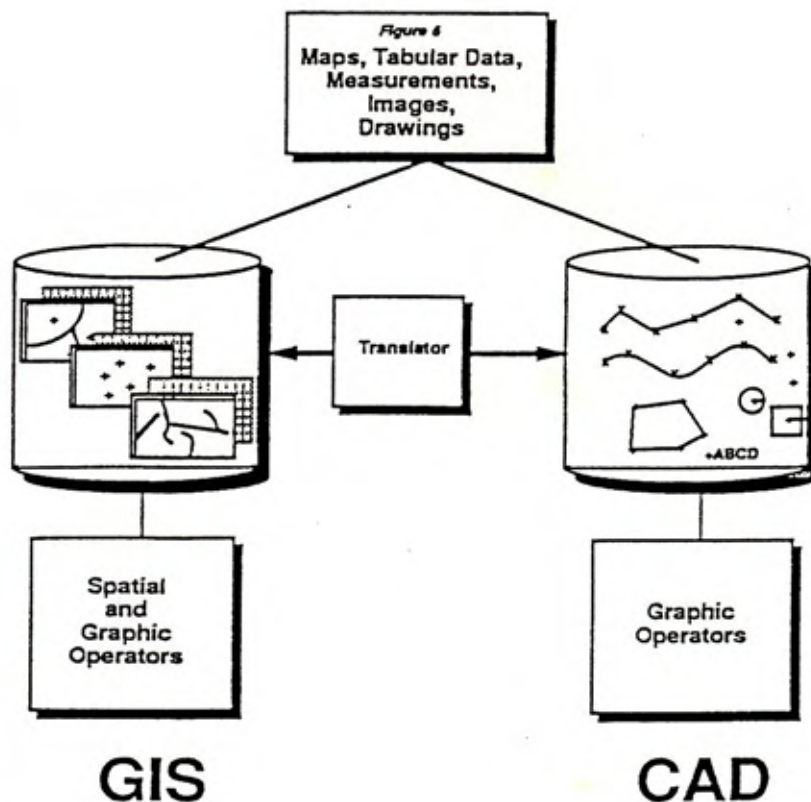 Figure 6
Maps, Tabular Data,
Measurements,
Images,
Drawings
Translator
+ABCD
Spatial
and
Graphic
Operators
Graphic
Operators
GIS
CAD